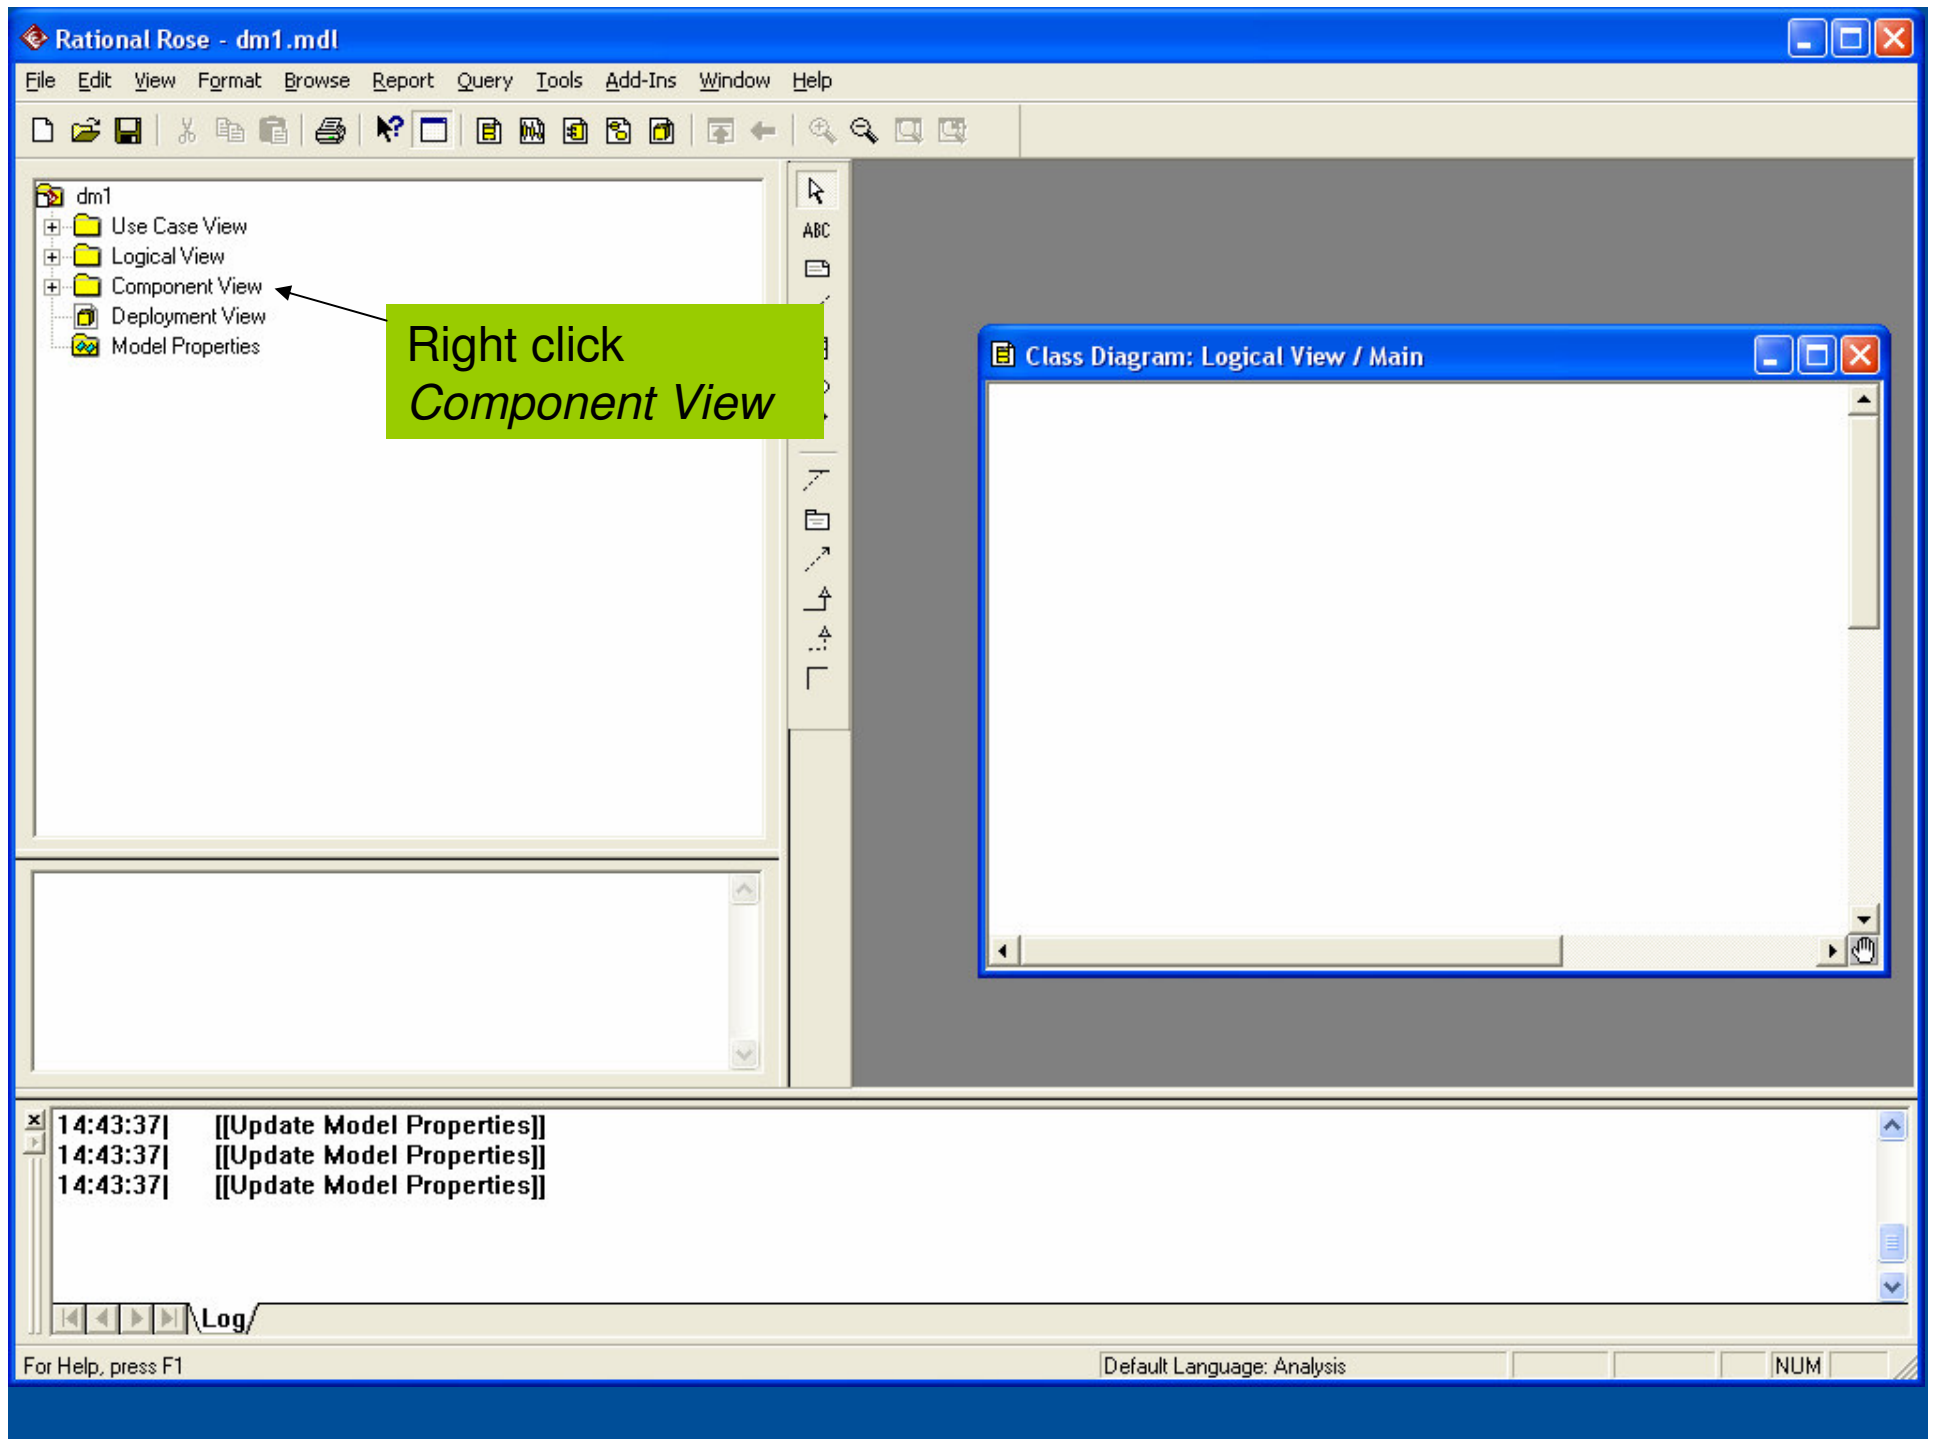 Rational Rose - dm1.mdl
File Edit View Format Browse Report Query Tools Add-Ins Window Help
dm1
Use Case View
Logical View
Component View
Deployment View
Model Properties
ABC
Right click
Component View
Class Diagram: Logical View / Main
14:43:37| [[Update Model Properties]]
14:43:37| [[Update Model Properties]]
14:43:37| [[Update Model Properties]]
Log
For Help, press F1
Default Language: Analysis
NUM